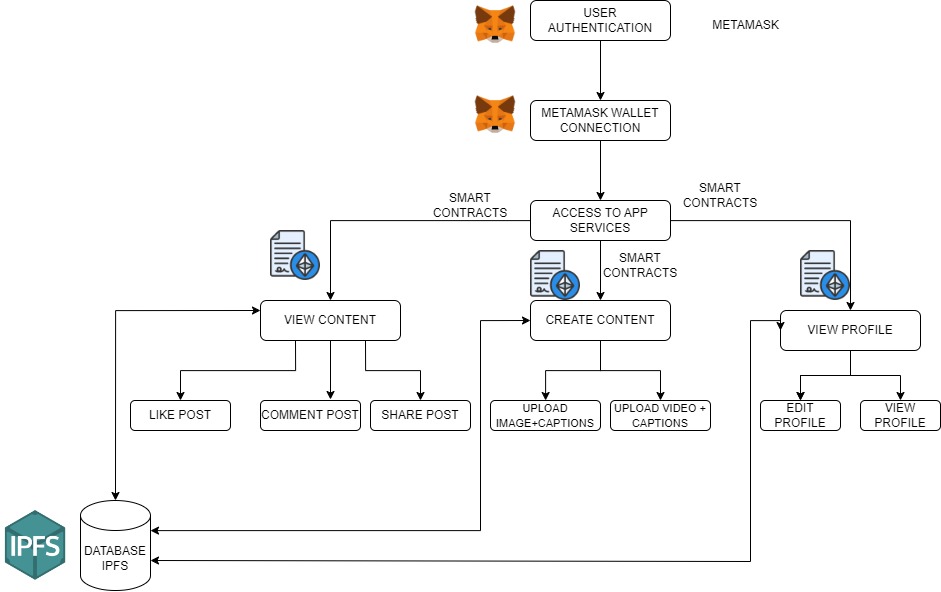 USER
AUTHENTICATION
METAMASK
METAMASK WALLET
CONNECTION
SMART
CONTRACTS
SMART
CONTRACTS
ACCESS TO APP
SERVICES
SMART
CONTRACTS
VIEW CONTENT
CREATE CONTENT
VIEW PROFILE
LIKE POST
COMMENT POST
SHARE POST
UPLOAD
IMAGE+CAPTIONS
UPLOAD VIDEO +
CAPTIONS
EDIT
PROFILE
VIEW
PROFILE
IPFS
DATABASE
IPFS